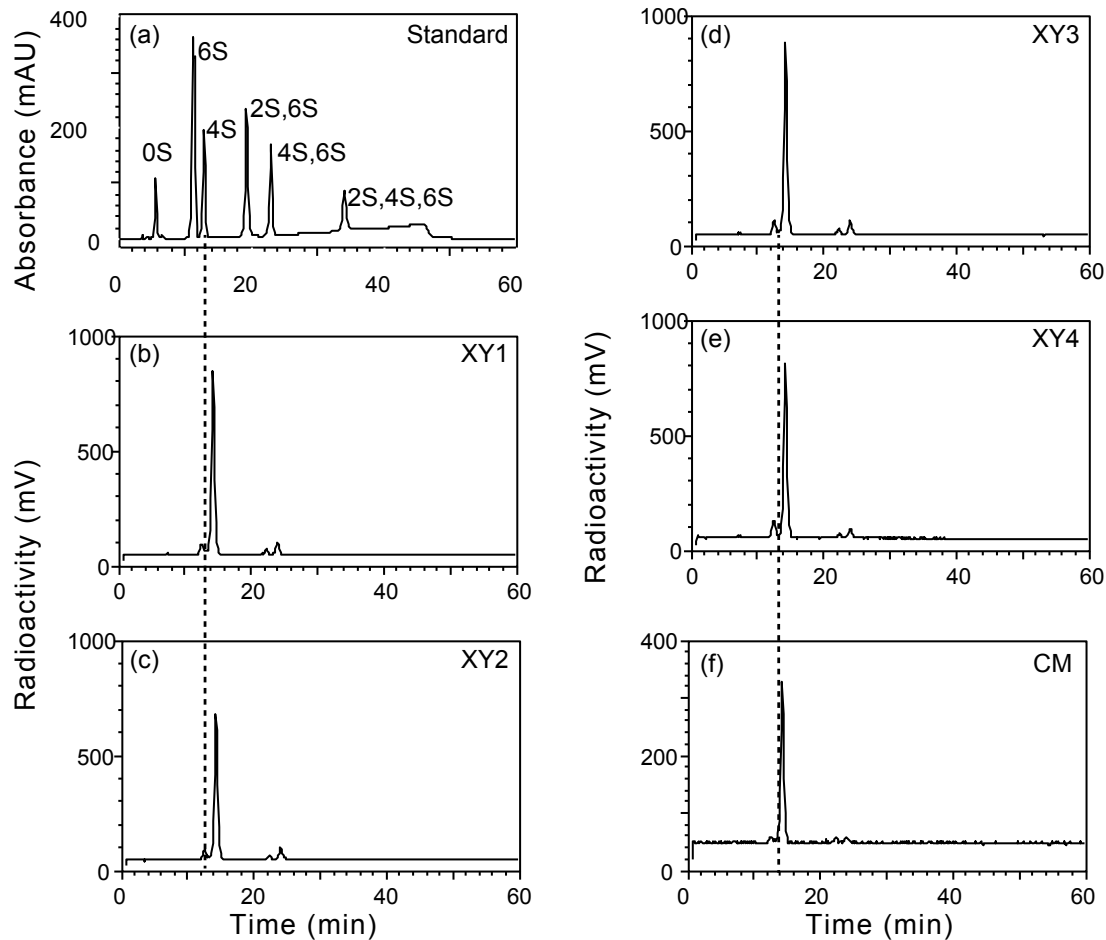 Absorbance (mAU)
400
200
0
(a)
Standard
0S
6S
4S
2S,6S
4S,6S
2S,4S,6S
0
20
40
60
Radioactivity (mV)
(b)
XY1
1000
500
0
0
20
40
60
(c)
XY2
1000
500
0
0
20
40
60
Time (min)
Radioactivity (mV)
(d)
XY3
1000
500
0
0
20
40
60
(e)
XY4
1000
500
0
0
20
40
60
(f)
CM
400
200
0
0
20
40
60
Time (min)